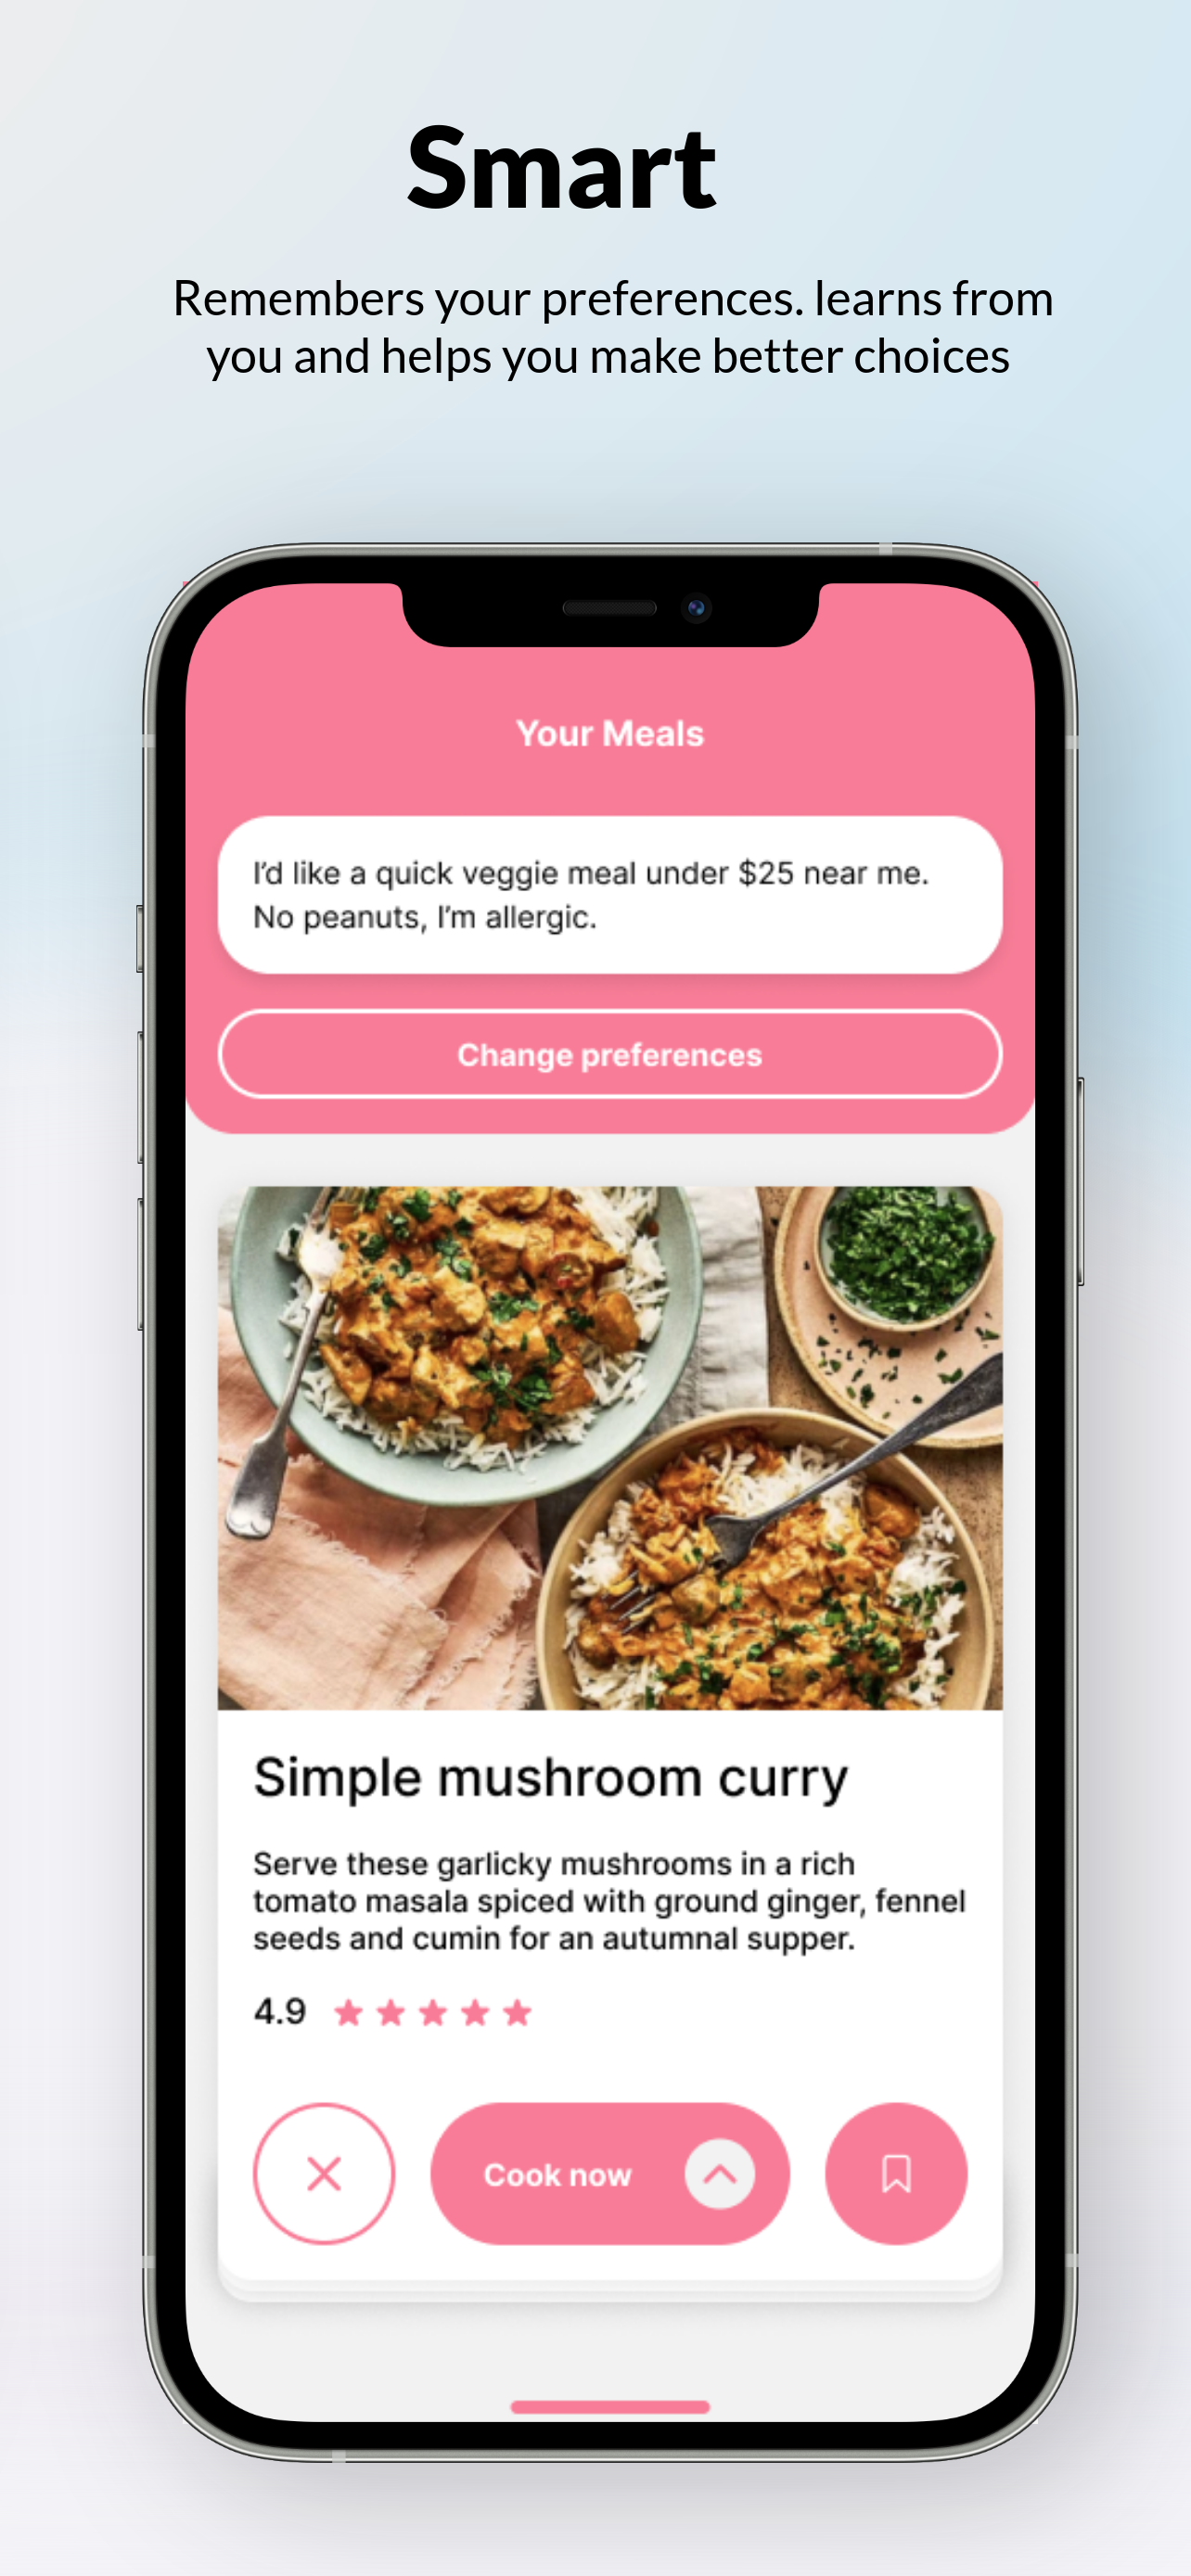 Smart
Remembers your preferences. learns from
you and helps you make better choices
Your Meals
I’d like a quick veggie meal under $25 near me.
No peanuts, I’m allergic.
Change preferences
Simple mushroom curry
Serve these garlicky mushrooms in a rich
tomato masala spiced with ground ginger, fennel
seeds and cumin for an autumnal supper.
4.9
Cook now